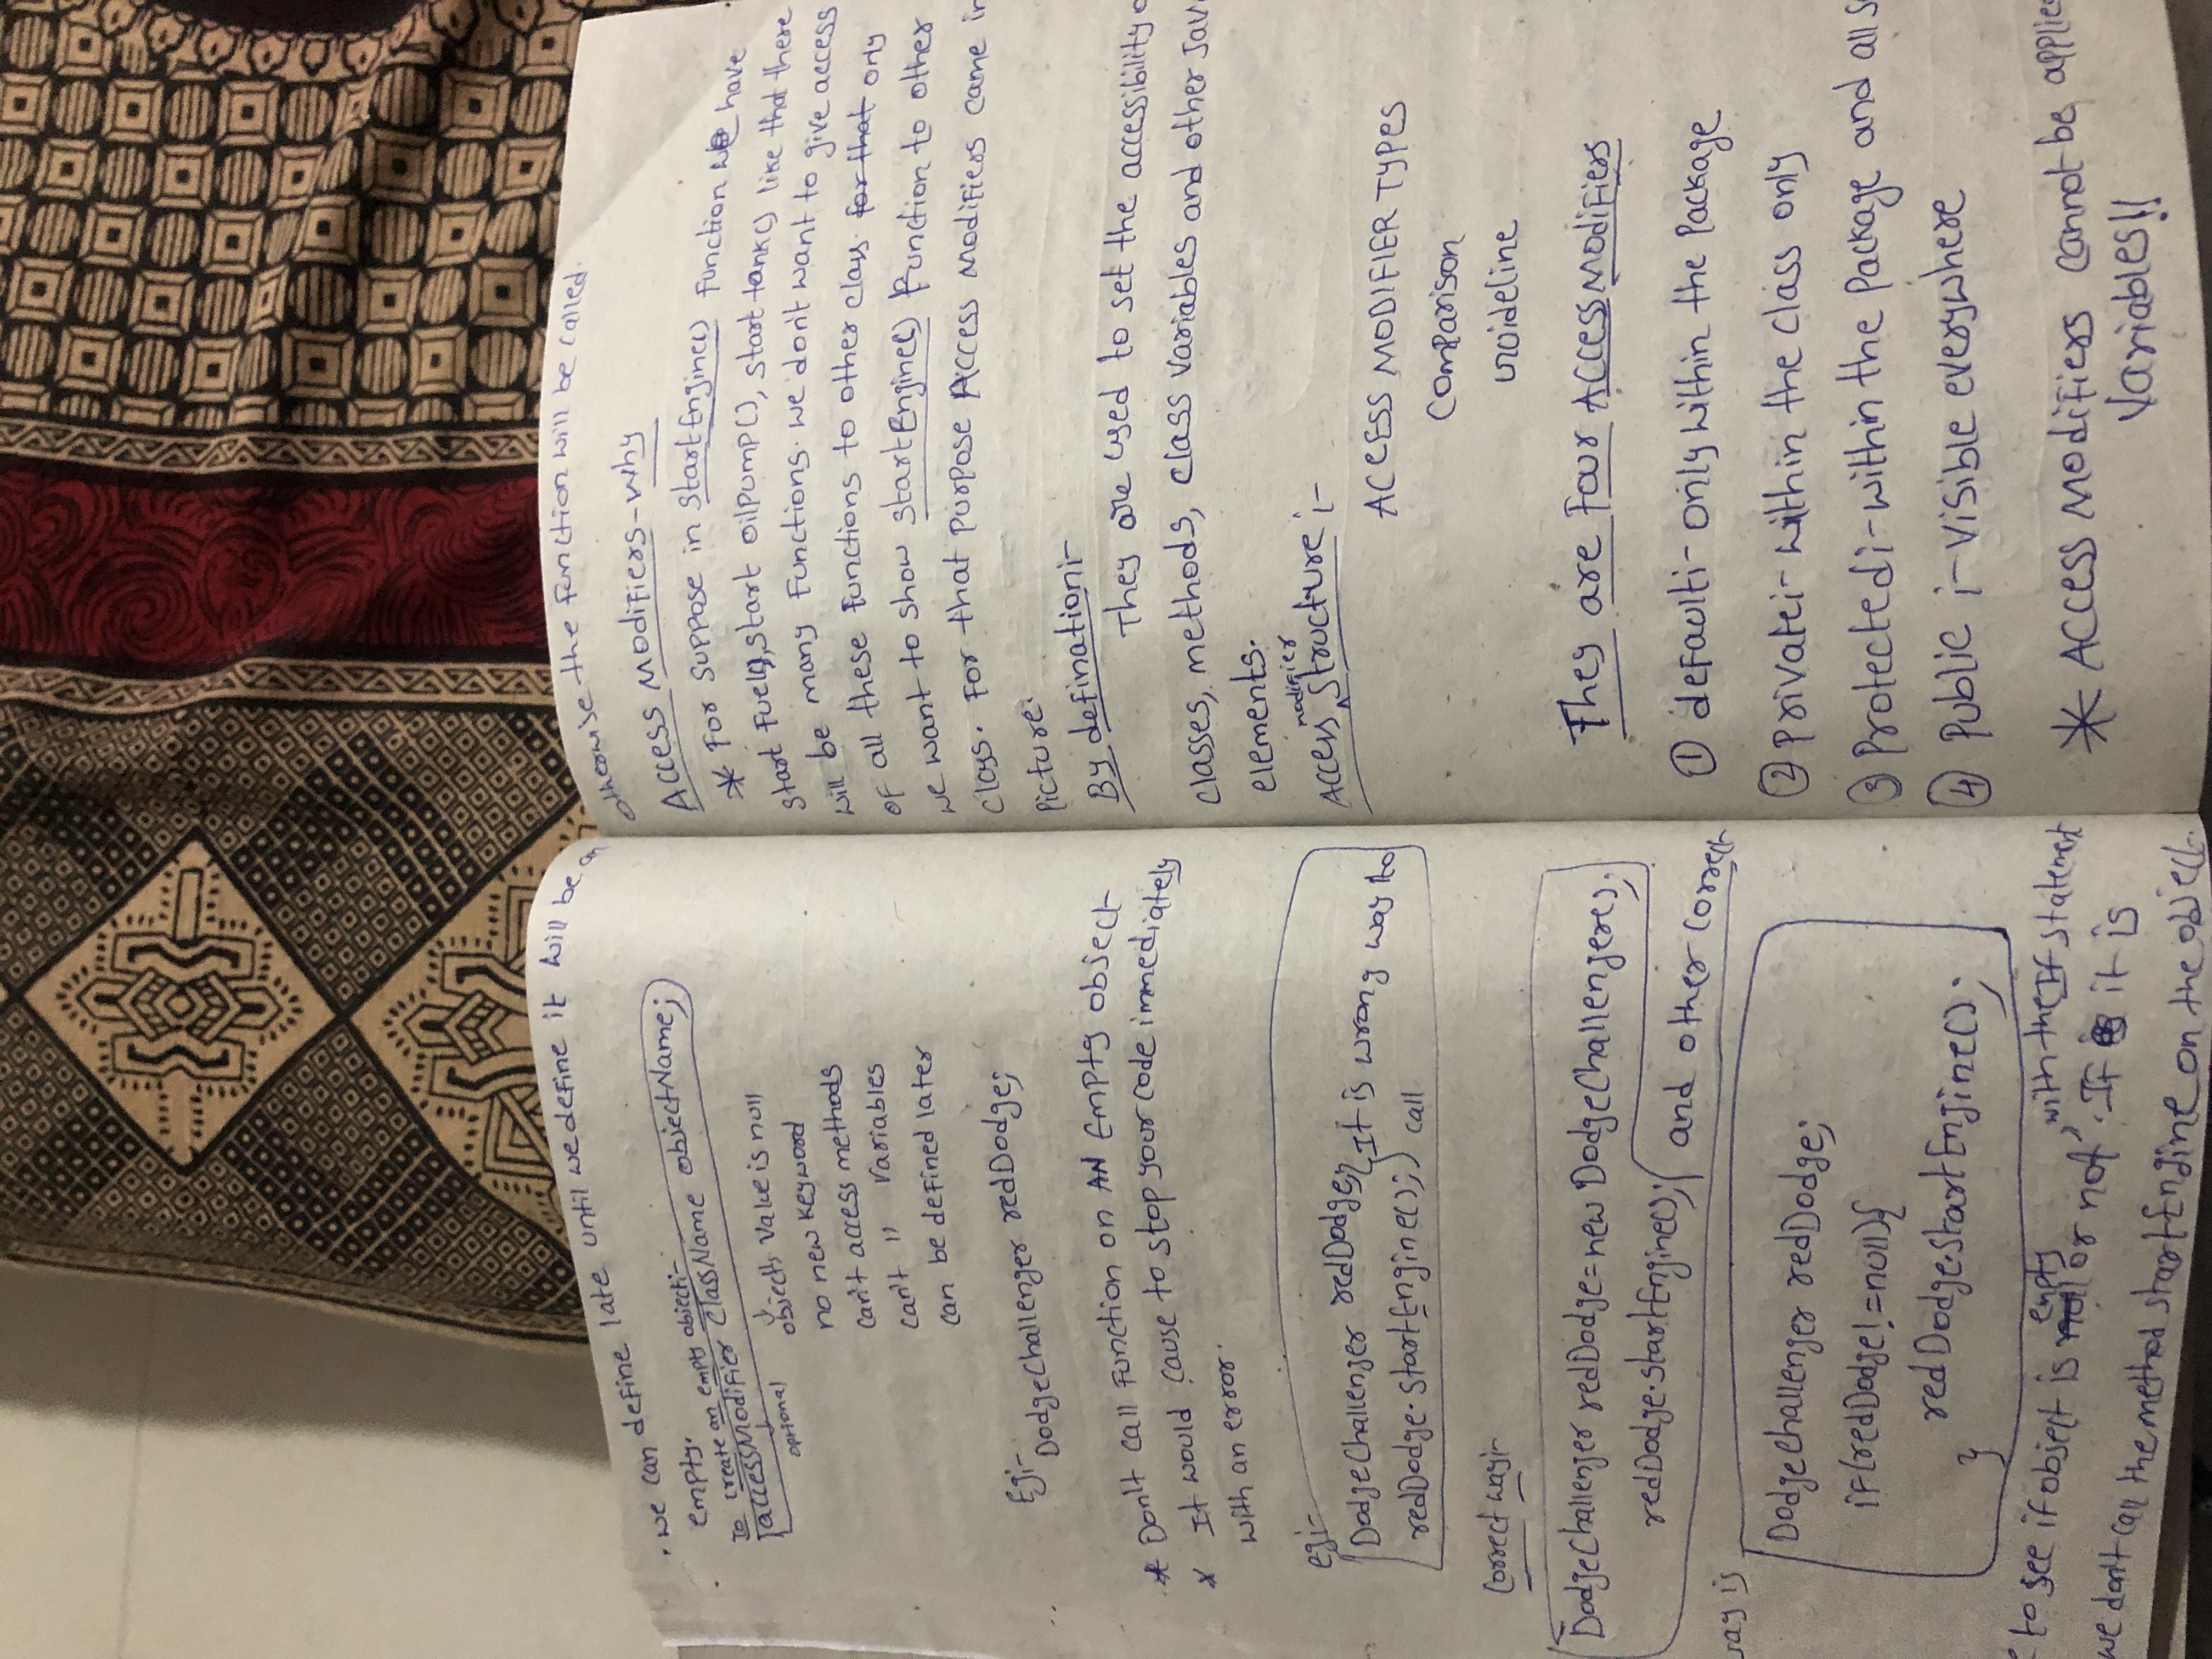 • we can define late until we define it will be an
empty.
To create an empty object:-
accessModifier ClassName objectName;
optional
object's value is null
no new keyword
can't access methods
can't " variables
can be defined later
Eg:-
DodgeChallenger redDodge;
* Don't call function on AN Empty object
* It would cause to stop your code immediately
with an error.
eg:-
DodgeChallenger redDodge; } It is wrong way to
redDodge.StartEngine(); } call
Correct way:-
DodgeChallenger redDodge=new DodgeChallenger();
redDodge.startEngine();
and other correct
way is
DodgeChallenger redDodge;
if(redDodge!=null){
redDodge.startEngine();
}
to see if object is empty or not, with the If statement
. If it is
we don't call the method startEngine on the object.
otherwise the function will be called.
Access Modifiers-Why
* For suppose in StartEngine() function we have
start Fuel(), start oilpump(), start tank() like that there
will be many functions. we don't want to give access
of all these functions to other class. for that only
we want to show startEngine() function to other
class. For that purpose Access Modifiers came in
picture.
By defination:-
They are used to set the accessibility
classes, methods, class variables and other
elements.
Access modifier Structure :-
ACCESS MODIFIER TYPES
Comparison
They are Four Access Modifiers
① default:- only within the package
② Private:- within the class only
③ Protected:- within the package and all
④ Public :- visible everywhere
* Access Modifiers cannot be
variables!!